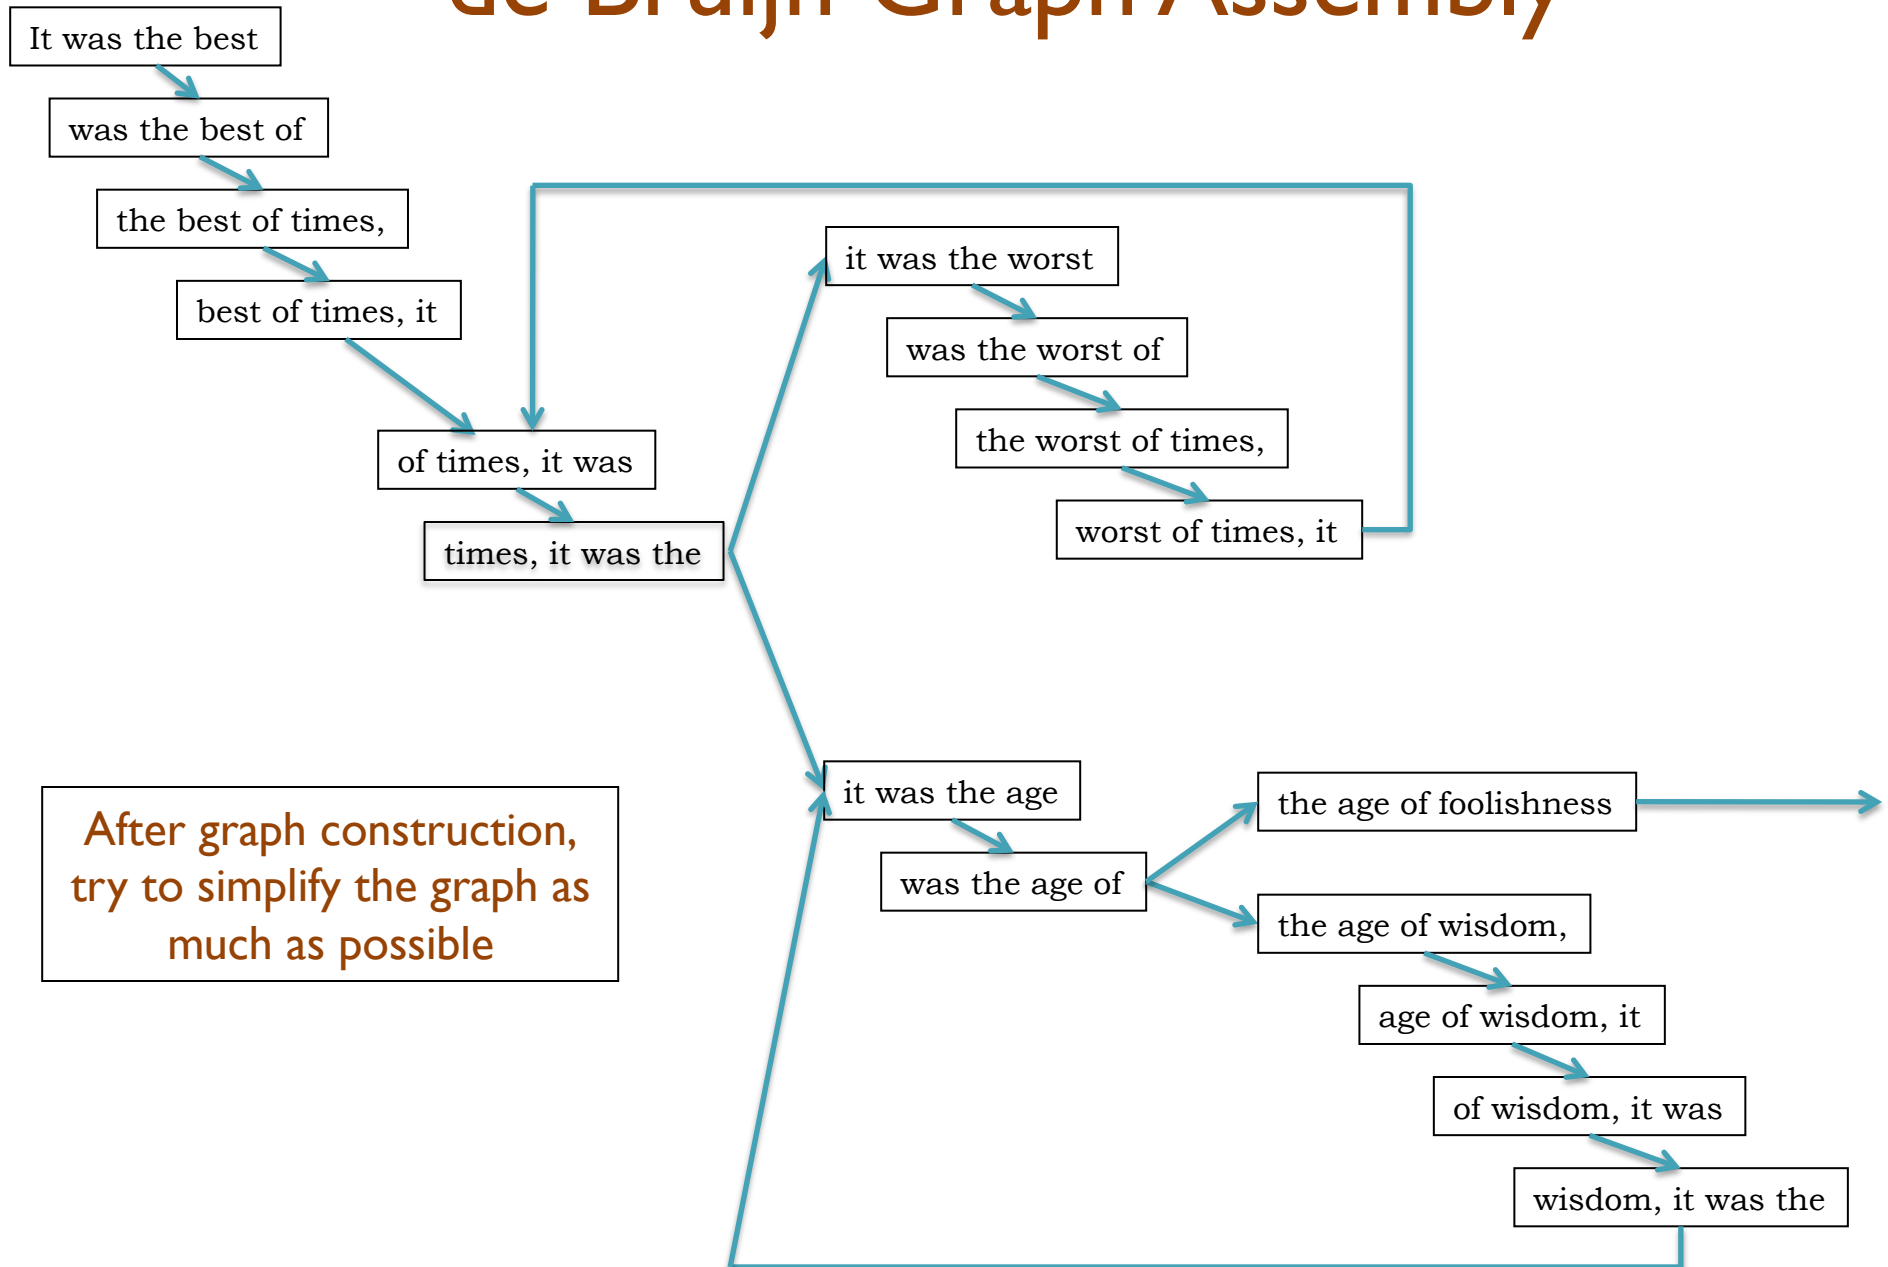 de Bruijn Graph Assembly
It was the best
was the best of
the best of times,
best of times, it
of times, it was
times, it was the
it was the worst
was the worst of
the worst of times,
worst of times, it
it was the age
was the age of
the age of foolishness
the age of wisdom,
age of wisdom, it
of wisdom, it was
wisdom, it was the
After graph construction,
try to simplify the graph as
much as possible